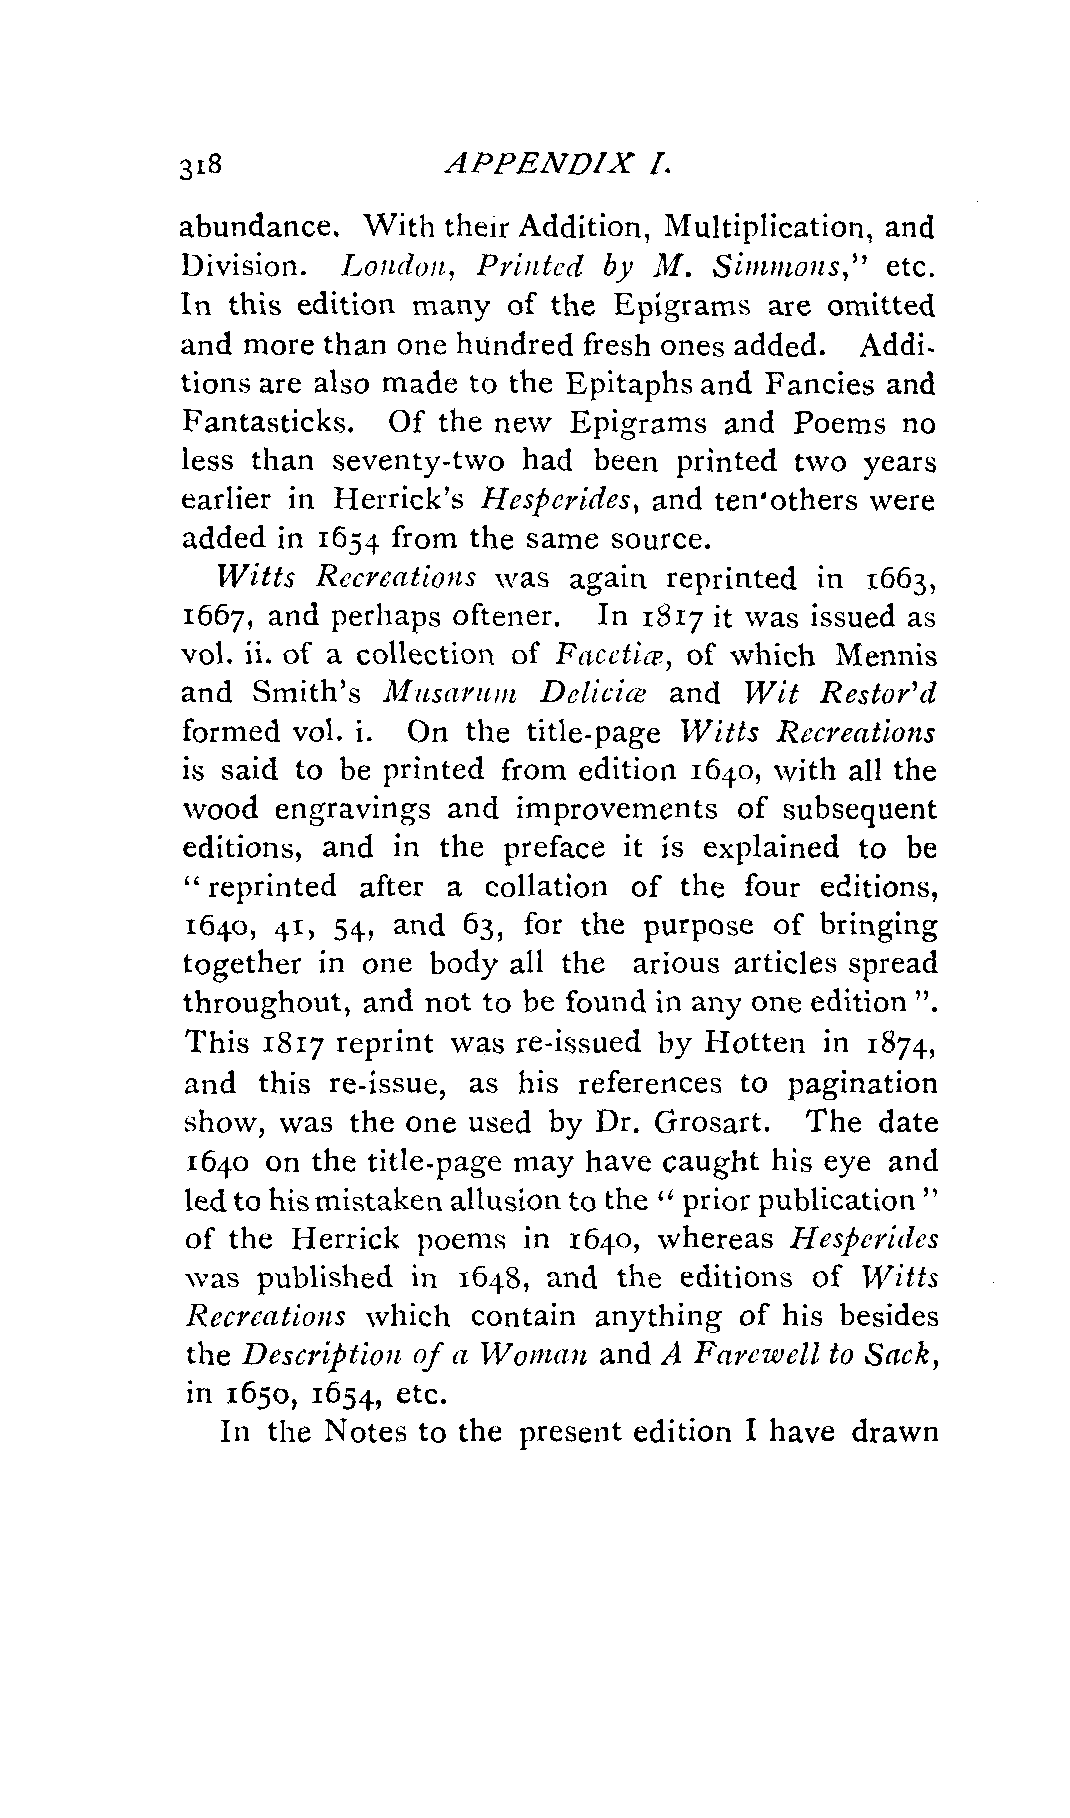 318 APPENDIX I.
abundance. With their Addition, Multiplication, and
Division. London, Printed by M. Simmons," etc.
In this edition many of the Epigrams are omitted
and more than one hundred fresh ones added. Addi-
tions are also made to the Epitaphs and Fancies and
Fantasticks. Of the new Epigrams and Poems no
less than seventy-two had been printed two years
earlier in Herrick's Hesperides, and ten others were
added in 1654 from the same source.
Witts Recreations was again reprinted in 1663,
1667, and perhaps oftener. In 1817 it was issued as
vol. ii. of a collection of Facetiæ, of which Mennis
and Smith's Musarum Deliciæ and Wit Restor'd
formed vol. i. On the title-page Witts Recreations
is said to be printed from edition 1640, with all the
wood engravings and improvements of subsequent
editions, and in the preface it is explained to be
"reprinted after a collation of the four editions,
1640, 41, 54, and 63, for the purpose of bringing
together in one body all the arious articles spread
throughout, and not to be found in any one edition".
This 1817 reprint was re-issued by Hotten in 1874,
and this re-issue, as his references to pagination
show, was the one used by Dr. Grosart. The date
1640 on the title-page may have caught his eye and
led to his mistaken allusion to the "prior publication"
of the Herrick poems in 1640, whereas Hesperides
was published in 1648, and the editions of Witts
Recreations which contain anything of his besides
the Description of a Woman and A Farewell to Sack,
in 1650, 1654, etc.
In the Notes to the present edition I have drawn